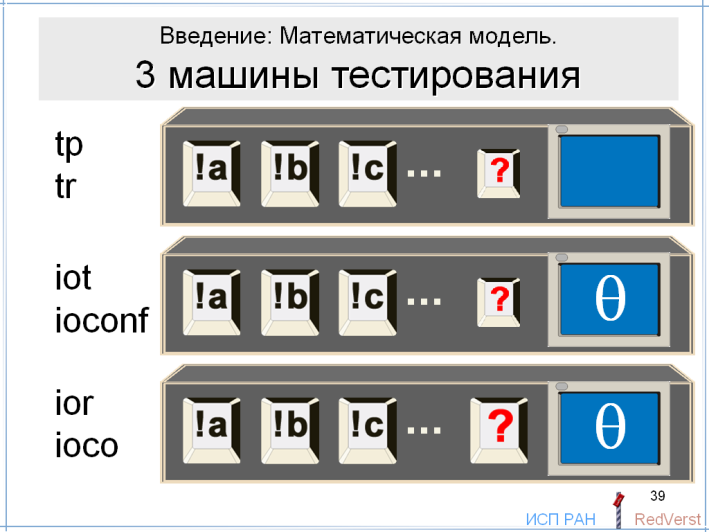 Введение: Математическая модель.
3 машины тестирования
tp
tr
!a !b !c ... ?
iot
ioconf
!a !b !c ... ? θ
ior
ioco
!a !b !c ... ? θ
39
ИСП РАН RedVerst